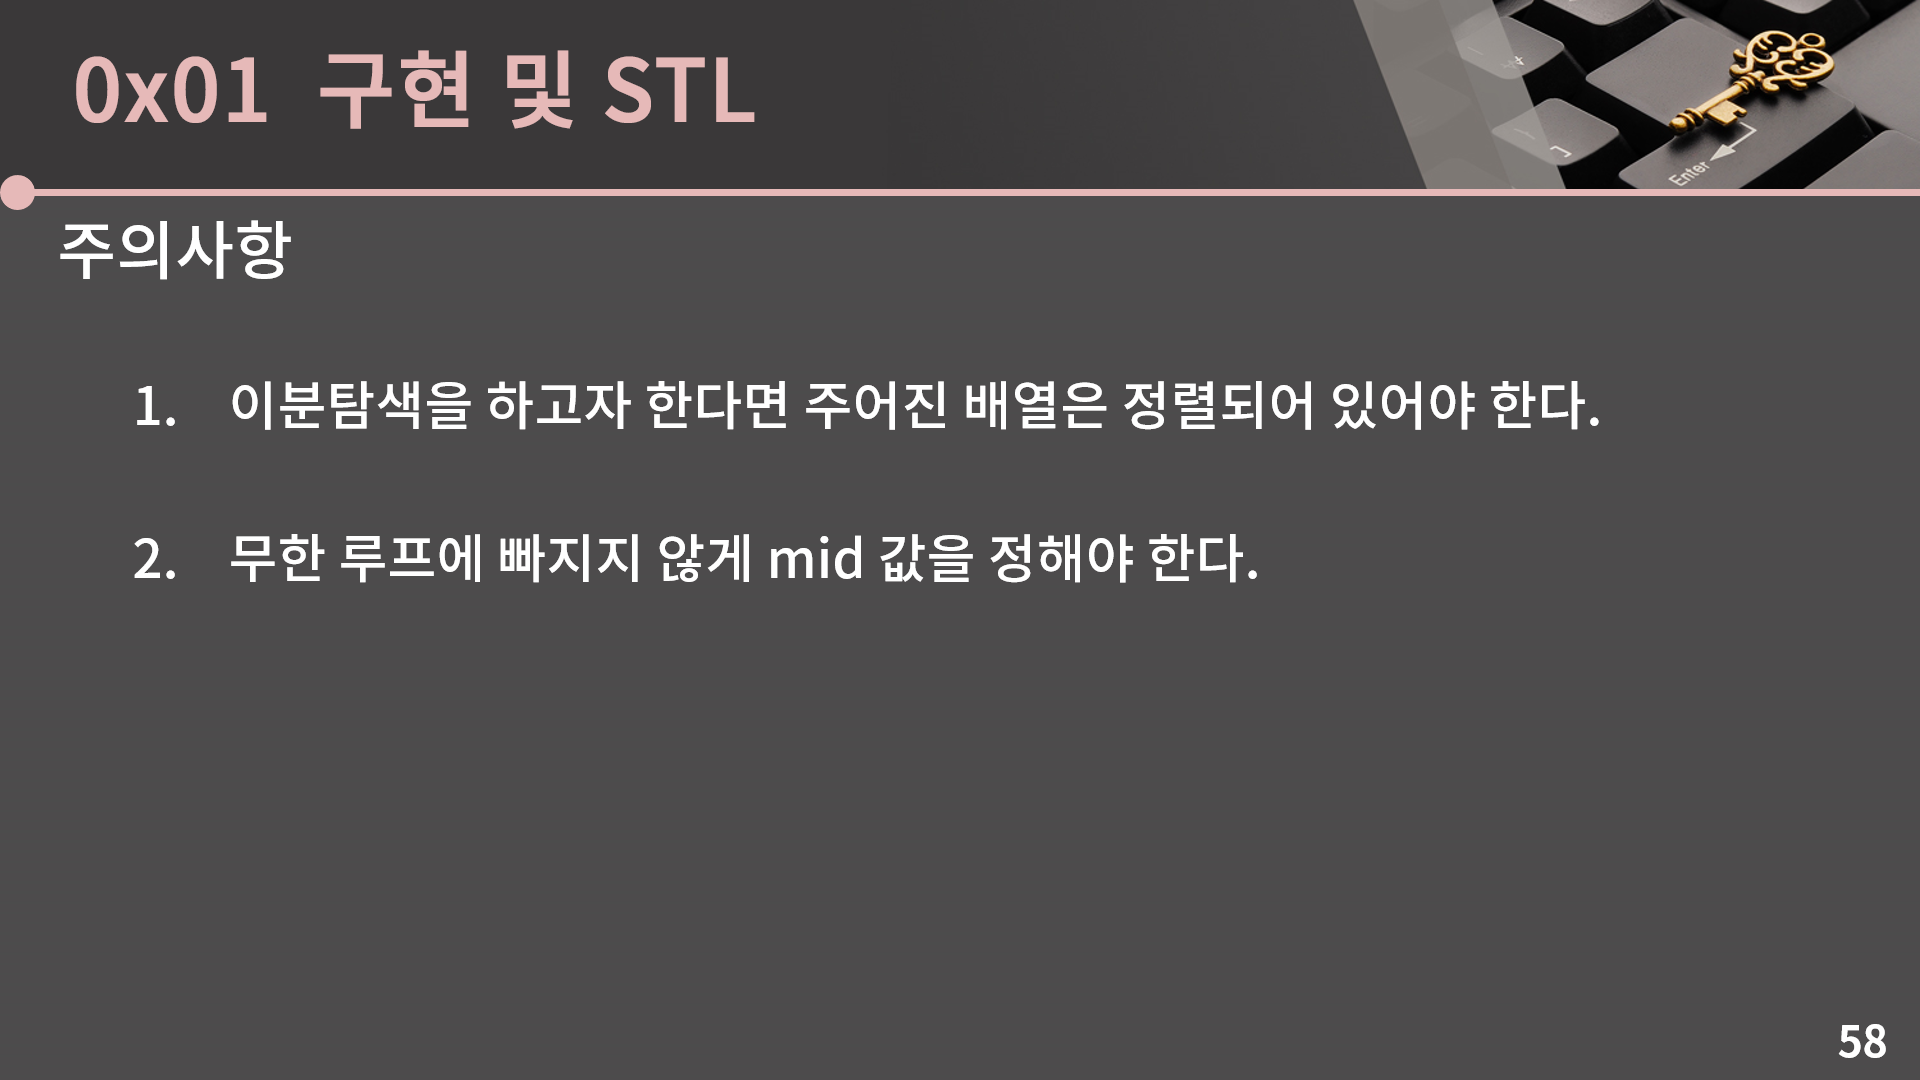 0x01 구현 및 STL
주의사항
1. 이분탐색을 하고자 한다면 주어진 배열은 정렬되어 있어야 한다.
2. 무한 루프에 빠지지 않게 mid 값을 정해야 한다.
Enter
58